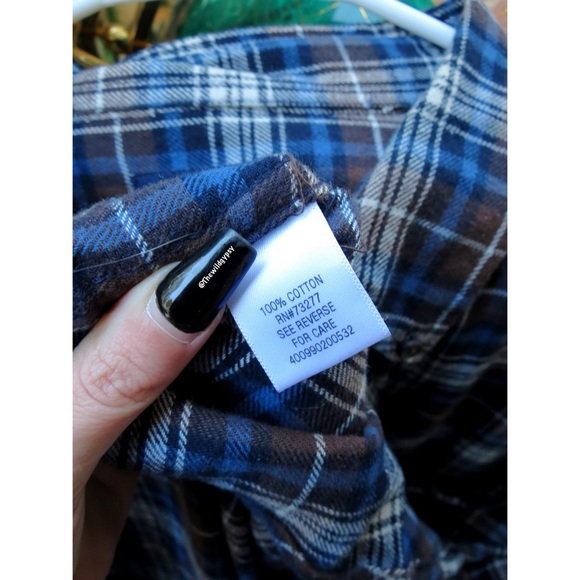 @Thewildgypsy
100% COTTON
RN#73277
SEE REVERSE
FOR CARE
400990200532